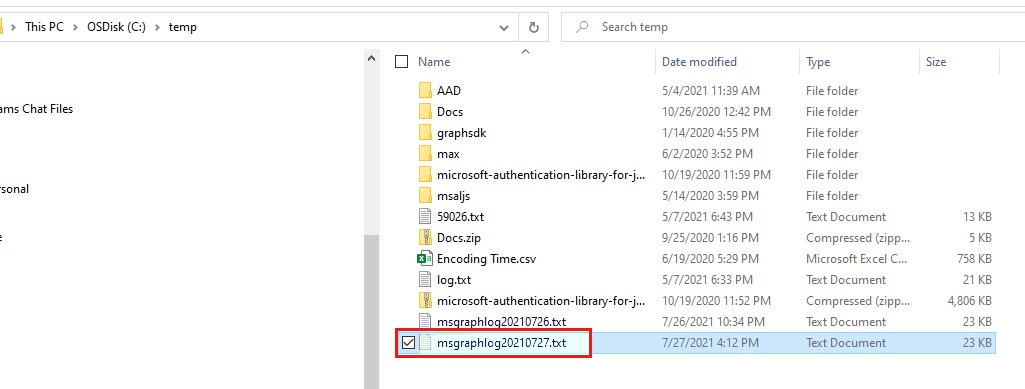 This PC > OSDisk (C:) > temp
Search temp
Name Date modified Type Size
AAD 5/4/2021 11:39 AM File folder
ams Chat Files
Docs 10/26/2020 12:42 PM File folder
graphsdk 1/14/2020 4:55 PM File folder
max 6/2/2020 3:52 PM File folder
microsoft-authentication-library-for-j... 10/19/2020 11:59 PM File folder
rsonal
msaljs 5/14/2020 3:59 PM File folder
59026.txt 5/7/2021 6:43 PM Text Document 13 KB
e
Docs.zip 9/25/2020 1:16 PM Compressed (zipp... 5 KB
Encoding Time.csv 6/19/2020 5:29 PM Microsoft Excel C... 758 KB
log.txt 5/7/2021 6:33 PM Text Document 21 KB
microsoft-authentication-library-for-j... 10/19/2020 11:52 PM Compressed (zipp... 4,806 KB
msgraphlog20210726.txt 7/26/2021 10:34 PM Text Document 23 KB
msgraphlog20210727.txt 7/27/2021 4:12 PM Text Document 23 KB